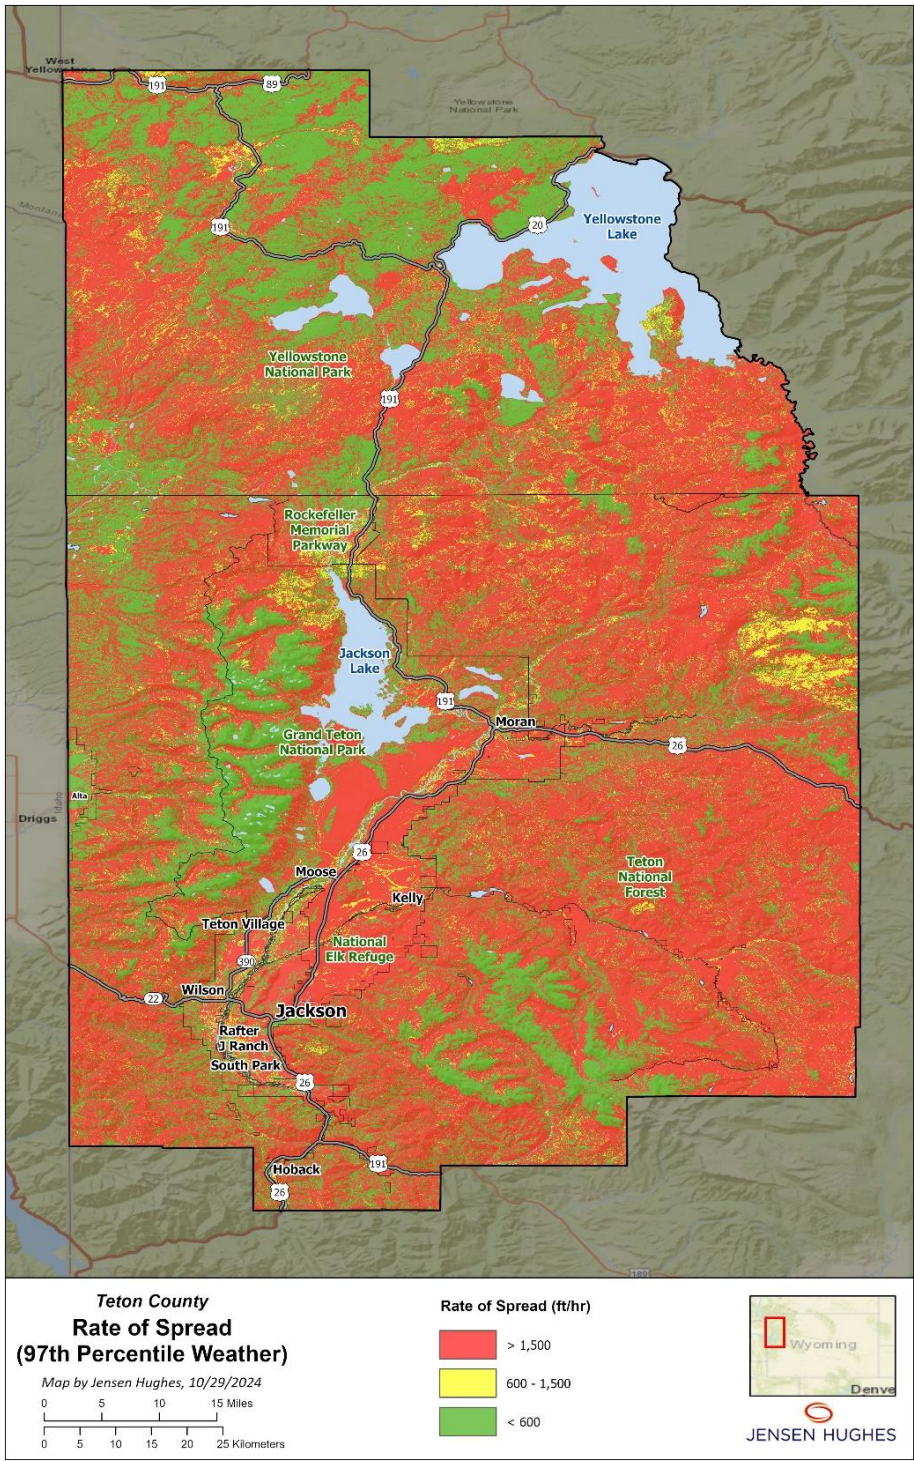 West
Yellowstone
191
89
Yellowstone
National Park
Montana
191
20
Yellowstone
Lake
Yellowstone
National Park
191
Rockefeller
Memorial
Parkway
Jackson
Lake
191
Moran
Grand Teton
National Park
26
Alta
Idaho
Driggs
26
Moose
Teton
National
Forest
Kelly
Teton Village
National
Elk Refuge
390
Wilson
22
Jackson
Rafter
J Ranch
South Park
26
Hoback
191
26
189
Teton County
Rate of Spread
(97th Percentile Weather)
Map by Jensen Hughes, 10/29/2024
0 5 10 15 Miles
0 5 10 15 20 25 Kilometers
Rate of Spread (ft/hr)
> 1,500
600 - 1,500
< 600
Wyoming
Denve
JENSEN HUGHES